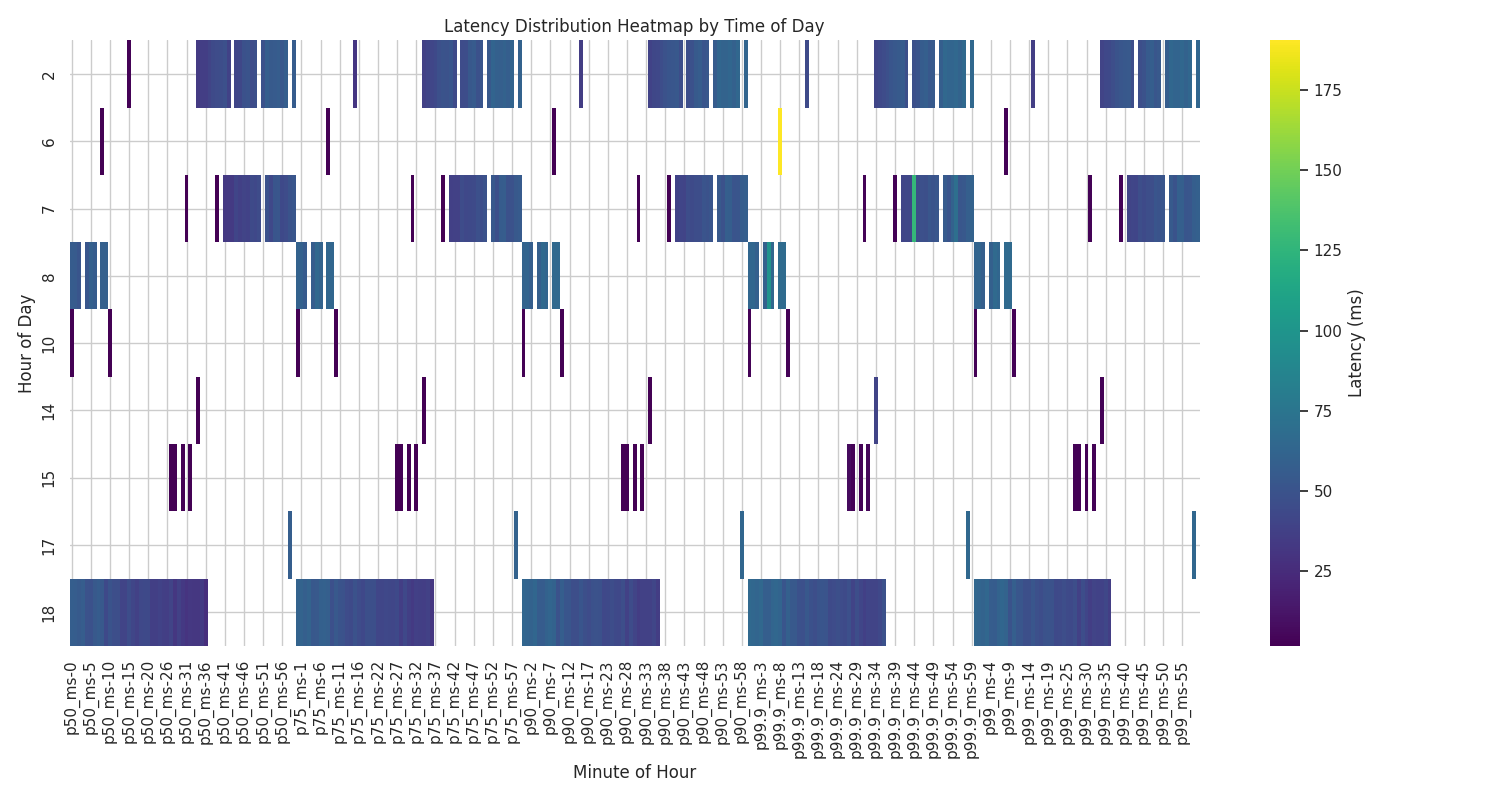 Latency Distribution Heatmap by Time of Day
Hour of Day
2
6
7
8
10
14
15
17
18
p50_ms-0
p50_ms-5
p50_ms-10
p50_ms-15
p50_ms-20
p50_ms-26
p50_ms-31
p50_ms-36
p50_ms-41
p50_ms-46
p50_ms-51
p50_ms-56
p75_ms-1
p75_ms-6
p75_ms-11
p75_ms-16
p75_ms-22
p75_ms-27
p75_ms-32
p75_ms-37
p75_ms-42
p75_ms-47
p75_ms-52
p75_ms-57
p90_ms-2
p90_ms-7
p90_ms-12
p90_ms-17
p90_ms-23
p90_ms-28
p90_ms-33
p90_ms-38
p90_ms-43
p90_ms-48
p90_ms-53
p90_ms-58
p99.9_ms-3
p99.9_ms-8
p99.9_ms-13
p99.9_ms-18
p99.9_ms-24
p99.9_ms-29
p99.9_ms-34
p99.9_ms-39
p99.9_ms-44
p99.9_ms-49
p99.9_ms-54
p99.9_ms-59
p99_ms-4
p99_ms-9
p99_ms-14
p99_ms-19
p99_ms-25
p99_ms-30
p99_ms-35
p99_ms-40
p99_ms-45
p99_ms-50
p99_ms-55
Minute of Hour
175
150
125
100
75
50
25
Latency (ms)